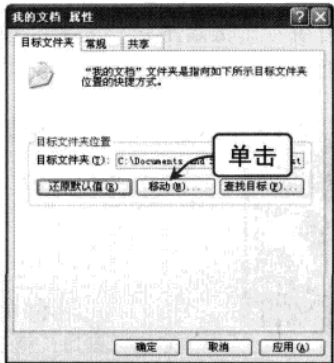 我的文档 属性
目标文件夹 常规 共享
“我的文档”文件夹是指向如下所示目标文件夹
位置的快捷方式。
目标文件夹位置
目标文件夹(T): C:\Documents and S
单击
还原默认值(R) 移动(M)... 查找目标(F)...
确定 取消 应用(A)